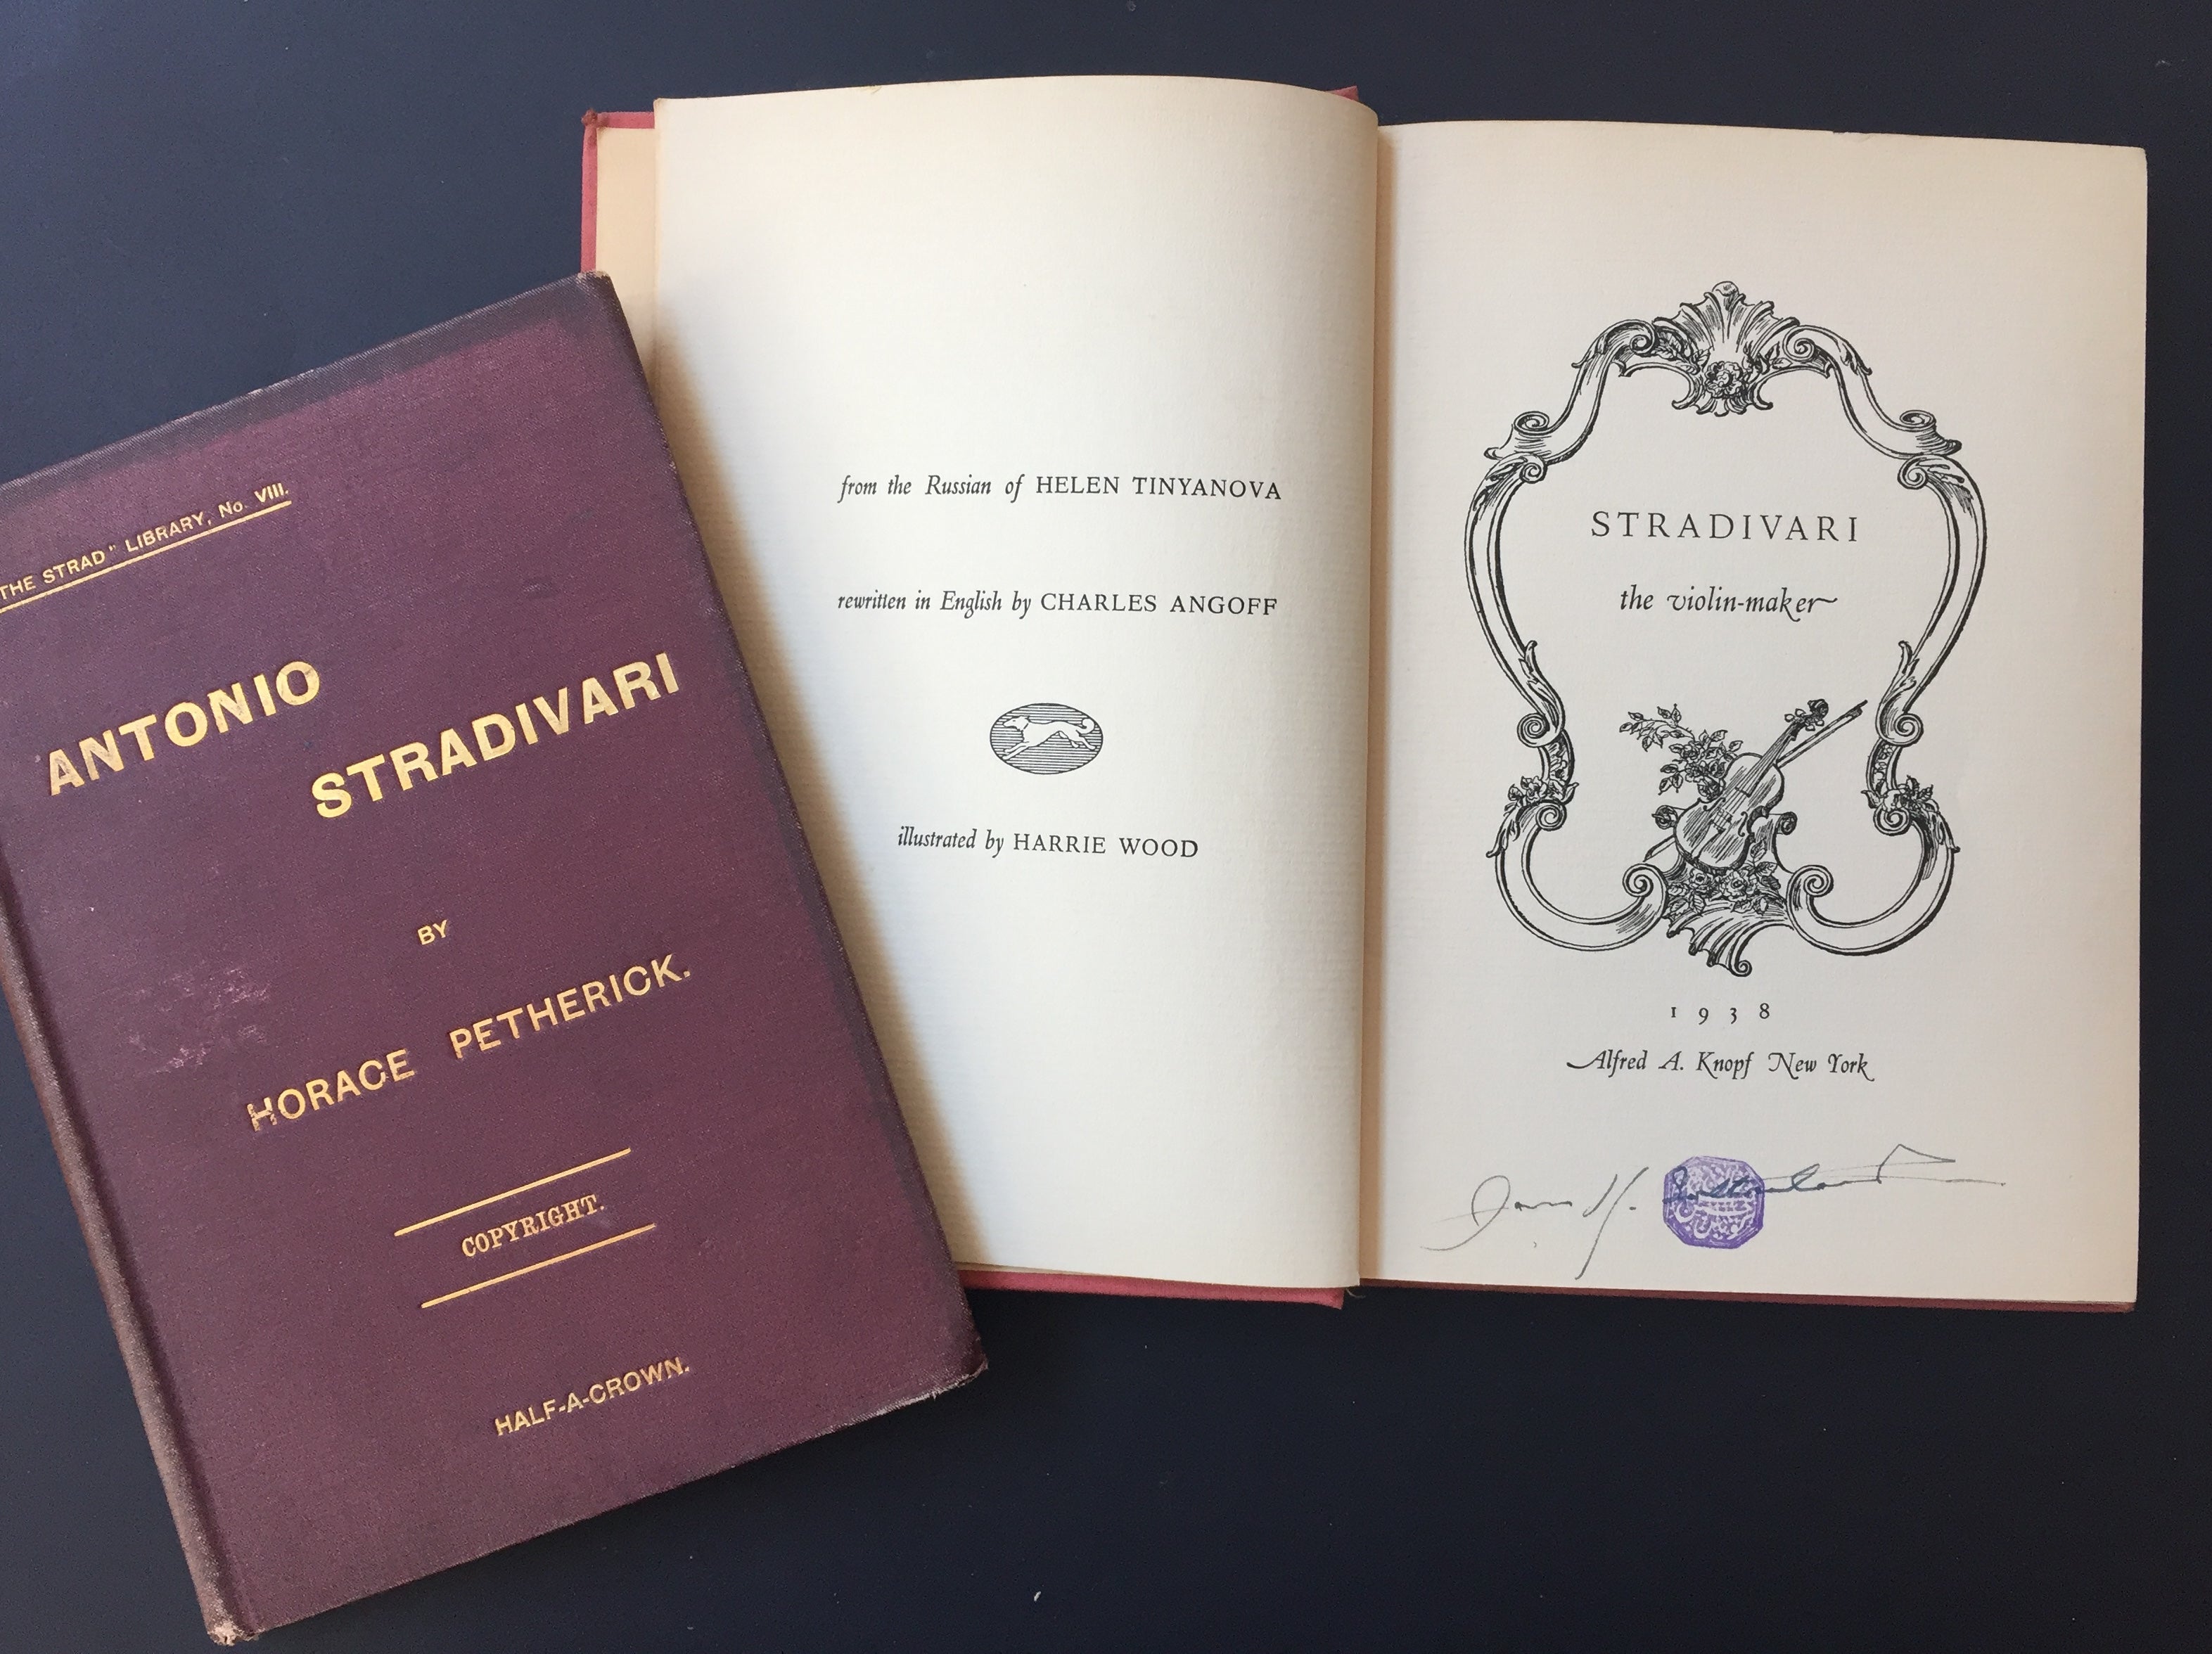 THE STRAD" LIBRARY, No. VIII.
ANTONIO
STRADIVARI
BY
HORACE PETHERICK.
COPYRIGHT.
HALF-A-CROWN.
from the Russian of HELEN TINYANOVA
rewritten in English by CHARLES ANGOFF
illustrated by HARRIE WOOD
STRADIVARI
the violin-maker
1938
Alfred A. Knopf New York